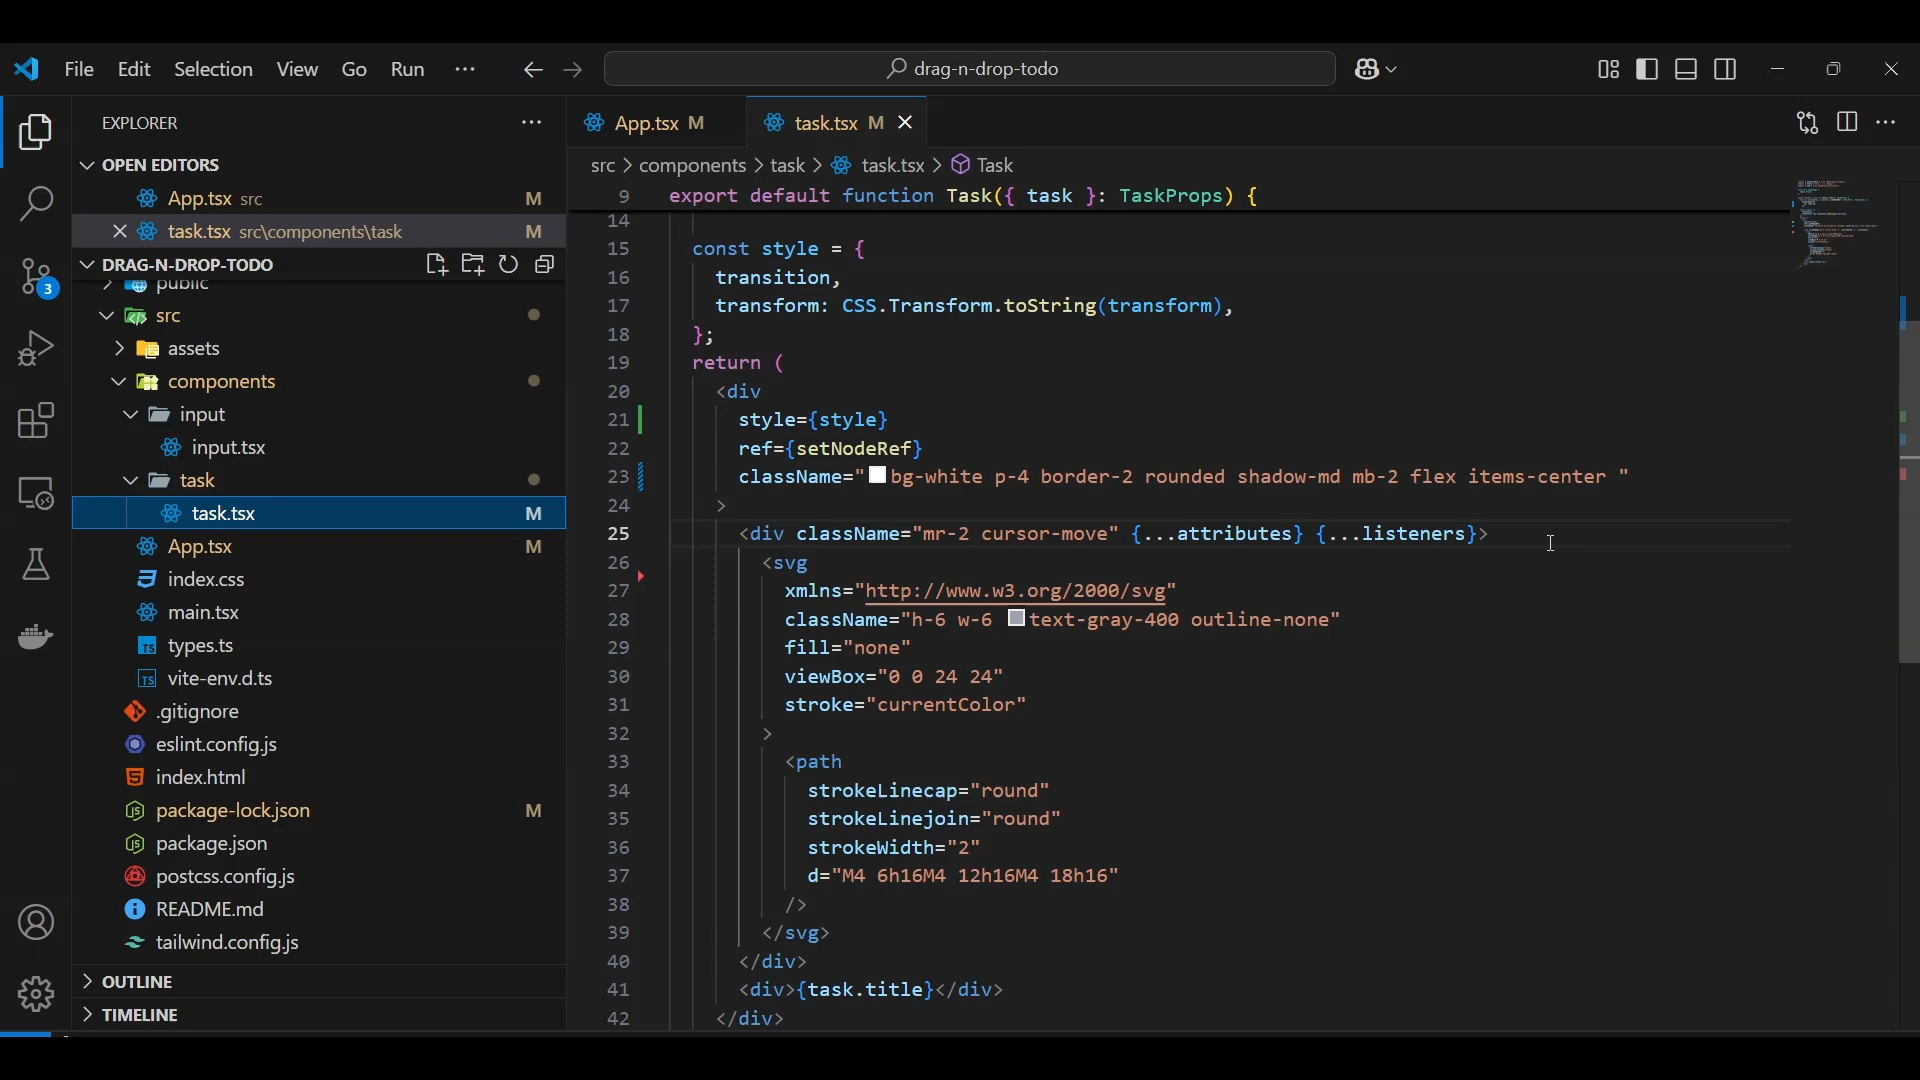 File Edit Selection View Go Run ··· drag-n-drop-todo
EXPLORER
OPEN EDITORS
App.tsx src M
task.tsx src\components\task M
DRAG-N-DROP-TODO
public
src
assets
components
input
input.tsx
task
task.tsx M
App.tsx M
index.css
main.tsx
types.ts
vite-env.d.ts
.gitignore
eslint.config.js
index.html
package-lock.json M
package.json
postcss.config.js
README.md
tailwind.config.js
OUTLINE
TIMELINE
3
App.tsx M task.tsx M
src > components > task > task.tsx > Task
9 export default function Task({ task }: TaskProps) {
14
15 const style = {
16 transition,
17 transform: CSS.Transform.toString(transform),
18 };
19 return (
20 <div
21 style={style}
22 ref={setNodeRef}
23 className="bg-white p-4 border-2 rounded shadow-md mb-2 flex items-center "
24 >
25 <div className="mr-2 cursor-move" {...attributes} {...listeners}>
26 <svg
27 xmlns="http://www.w3.org/2000/svg"
28 className="h-6 w-6 text-gray-400 outline-none"
29 fill="none"
30 viewBox="0 0 24 24"
31 stroke="currentColor"
32 >
33 <path
34 strokeLinecap="round"
35 strokeLinejoin="round"
36 strokeWidth="2"
37 d="M4 6h16M4 12h16M4 18h16"
38 />
39 </svg>
40 </div>
41 <div>{task.title}</div>
42 </div>